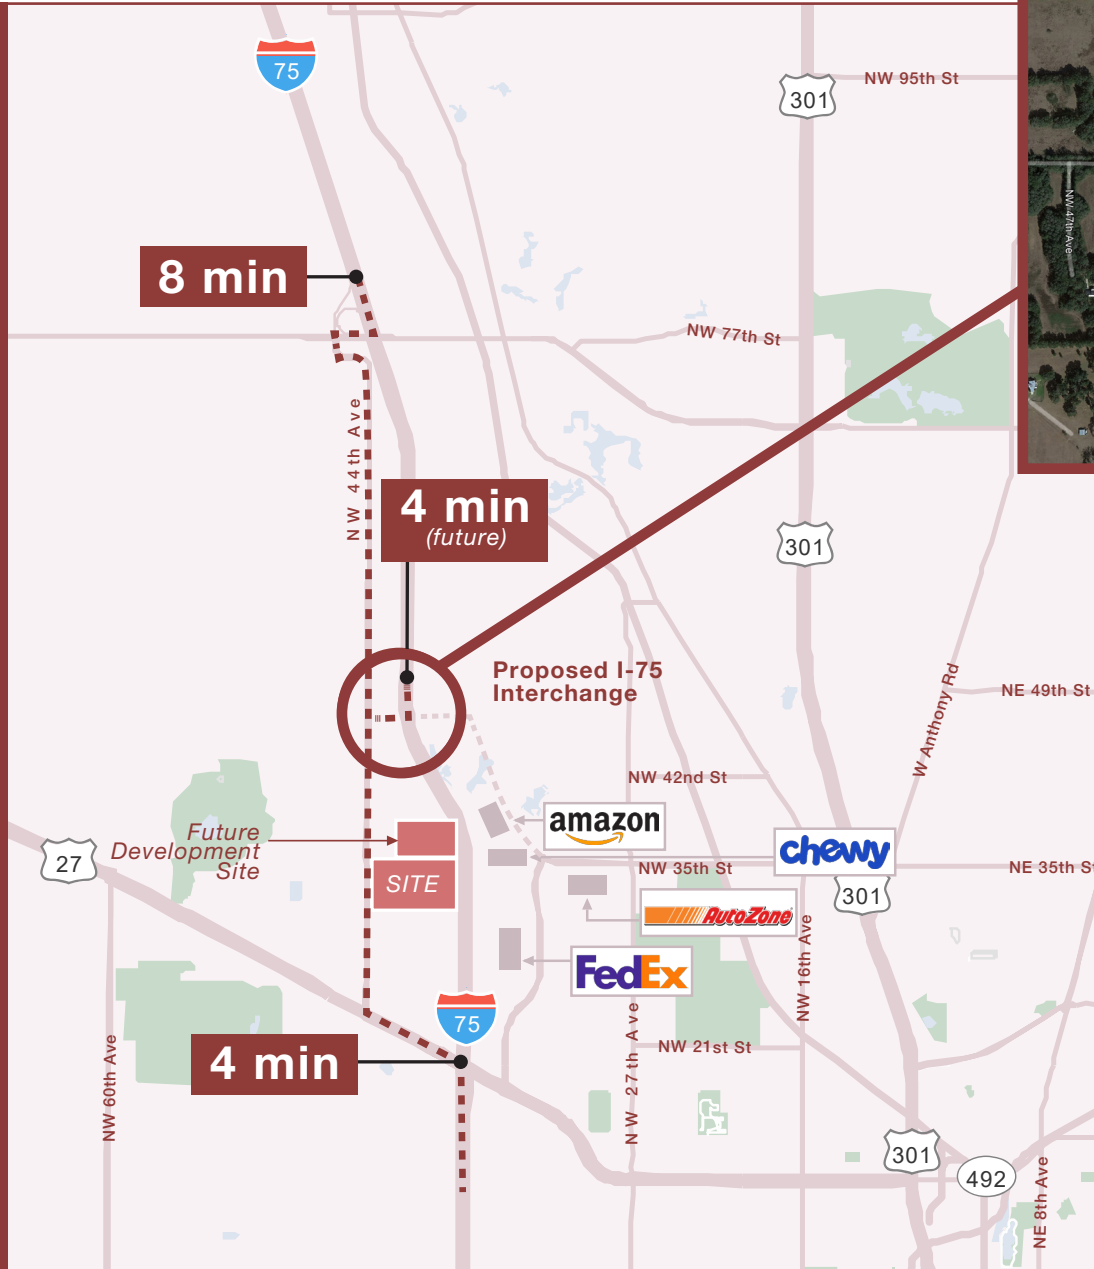 75
301
NW 95th St
NW 47th Ave
8 min
NW 77th St
NW 44th Ave
4 min
(future)
301
Proposed I-75
Interchange
W Anthony Rd
NE 49th St
NW 42nd St
amazon
Future
Development
Site
27
chewy
NW 35th St
NE 35th St
SITE
301
AutoZone
NW 16th Ave
FedEx
75
4 min
NW 60th Ave
NW 27th Ave
NW 21st St
301
492
NE 8th Ave